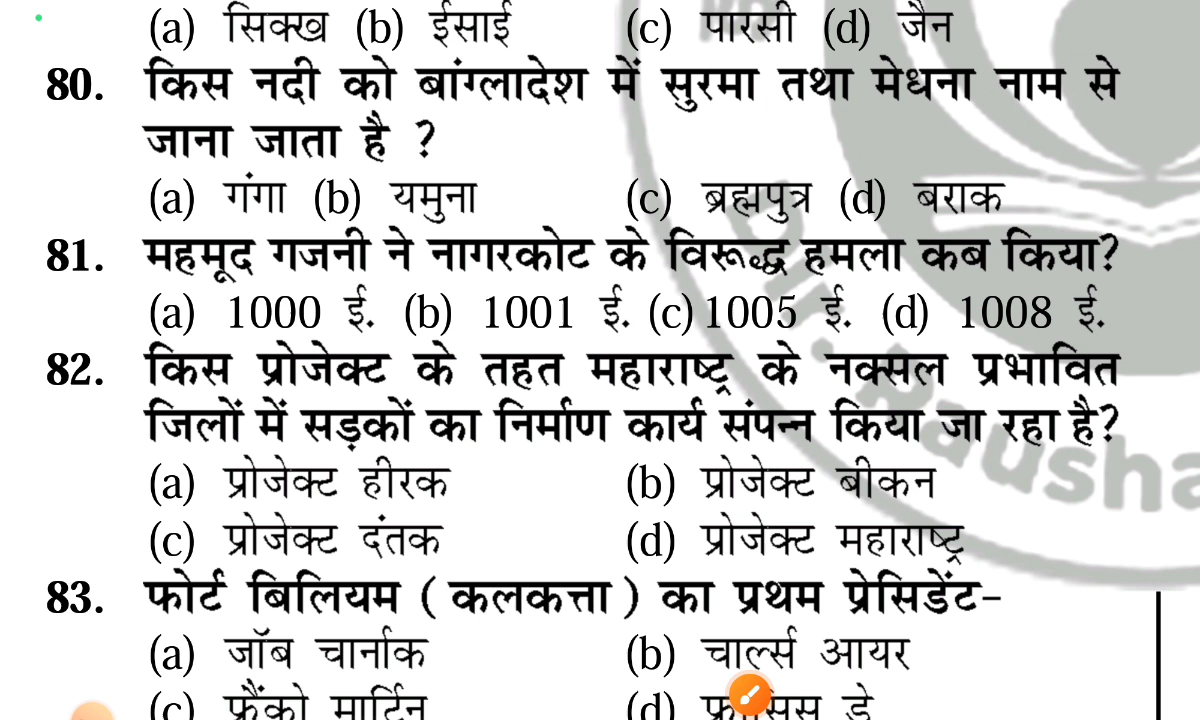 (a) सिक्ख (b) ईसाई (c) पारसी (d) जैन
80. किस नदी को बांग्लादेश में सुरमा तथा मेधना नाम से
जाना जाता है ?
(a) गंगा (b) यमुना (c) ब्रह्मपुत्र (d) बराक
81. महमूद गजनी ने नागरकोट के विरूद्ध हमला कब किया?
(a) 1000 ई. (b) 1001 ई. (c) 1005 ई. (d) 1008 ई.
82. किस प्रोजेक्ट के तहत महाराष्ट्र के नक्सल प्रभावित
जिलों में सड़कों का निर्माण कार्य संपन्न किया जा रहा है?
(a) प्रोजेक्ट हीरक (b) प्रोजेक्ट बीकन
(c) प्रोजेक्ट दंतक (d) प्रोजेक्ट महाराष्ट्र
83. फोर्ट बिलियम ( कलकत्ता ) का प्रथम प्रेसिडेंट-
(a) जॉब चार्नाक (b) चार्ल्स आयर
(c) फ्रैंको मार्टिन (d) डे